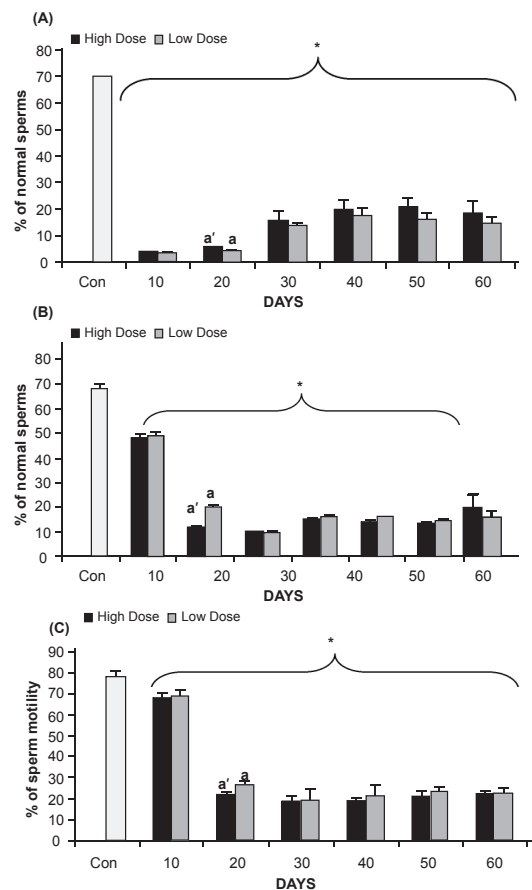 (A)
High Dose Low Dose
*
80
70
60
50
40
30
20
10
0
% of normal sperms
a′ a
Con 10 20 30 40 50 60
DAYS
(B)
High Dose Low Dose
*
80
70
60
50
40
30
20
10
0
% of normal sperms
a′ a
Con 10 20 30 40 50 60
DAYS
(C)
High Dose Low Dose
*
90
80
70
60
50
40
30
20
10
0
% of sperm motility
a′ a
Con 10 20 30 40 50 60
DAYS